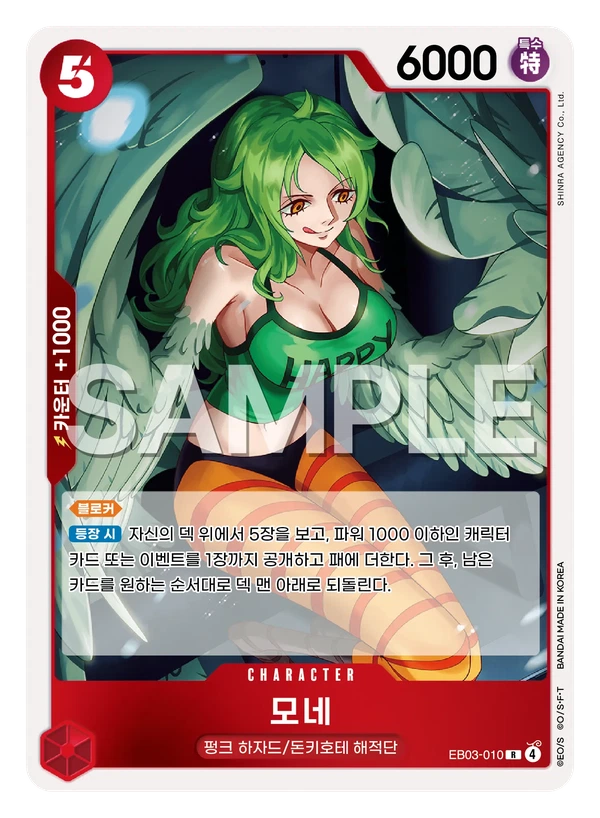 5
6000
특수
特
SHINRA AGENCY Co., Ltd.
카운터 +1000
HAPPY
SAMPLE
블로커
등장 시 자신의 덱 위에서 5장을 보고, 파워 1000 이하인 캐릭터
카드 또는 이벤트를 1장까지 공개하고 패에 더한다. 그 후, 남은
카드를 원하는 순서대로 덱 맨 아래로 되돌린다.
CHARACTER
모네
펑크 하자드/돈키호테 해적단
EB03-010 R 4
©EO/S ©O/S·F·T BANDAI MADE IN KOREA